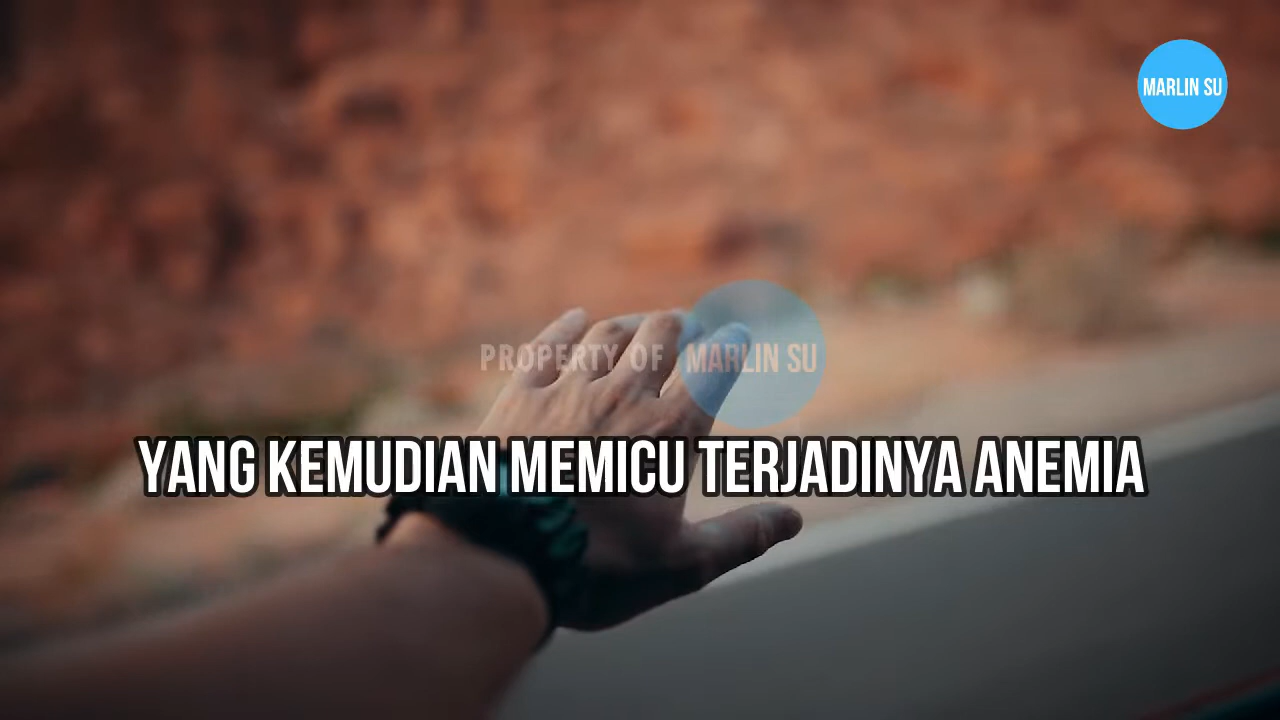 MARLIN SU
PROPERTY OF MARLIN SU
YANG KEMUDIAN MEMICU TERJADINYA ANEMIA